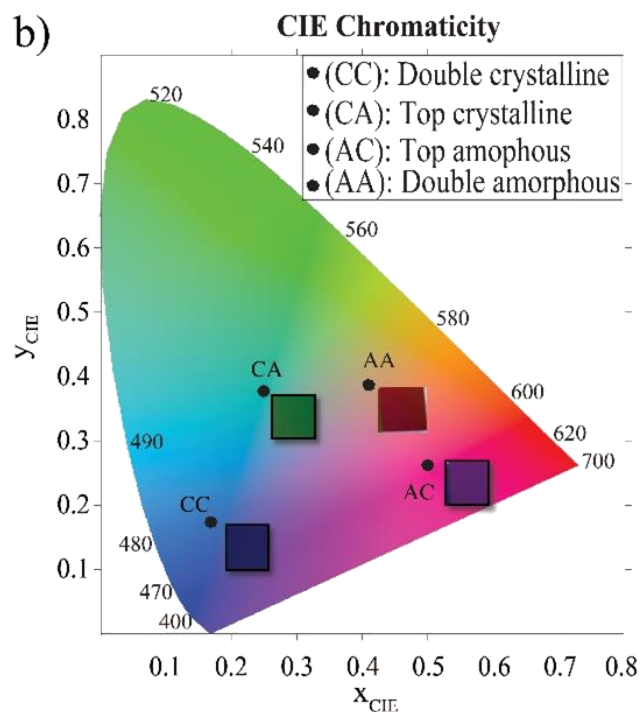 b)
CIE Chromaticity
(CC): Double crystalline
(CA): Top crystalline
(AC): Top amophous
(AA): Double amorphous
0.8
0.7
0.6
0.5
0.4
0.3
0.2
0.1
y CIE
520
540
560
580
600
620
700
490
480
470
400
CA
AA
CC
AC
0.1 0.2 0.3 0.4 0.5 0.6 0.7 0.8
x CIE